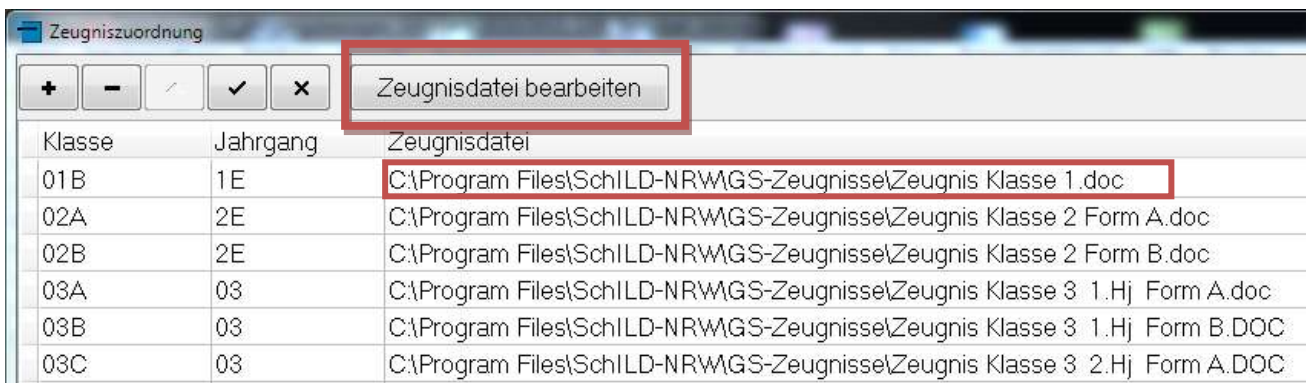 Zeugniszuordnung
Zeugnisdatei bearbeiten
Klasse Jahrgang Zeugnisdatei
01B 1E C:\Program Files\SchILD-NRW\GS-Zeugnisse\Zeugnis Klasse 1.doc
02A 2E C:\Program Files\SchILD-NRW\GS-Zeugnisse\Zeugnis Klasse 2 Form A.doc
02B 2E C:\Program Files\SchILD-NRW\GS-Zeugnisse\Zeugnis Klasse 2 Form B.doc
03A 03 C:\Program Files\SchILD-NRW\GS-Zeugnisse\Zeugnis Klasse 3 1.Hj Form A.doc
03B 03 C:\Program Files\SchILD-NRW\GS-Zeugnisse\Zeugnis Klasse 3 1.Hj Form B.DOC
03C 03 C:\Program Files\SchILD-NRW\GS-Zeugnisse\Zeugnis Klasse 3 2.Hj Form A.DOC